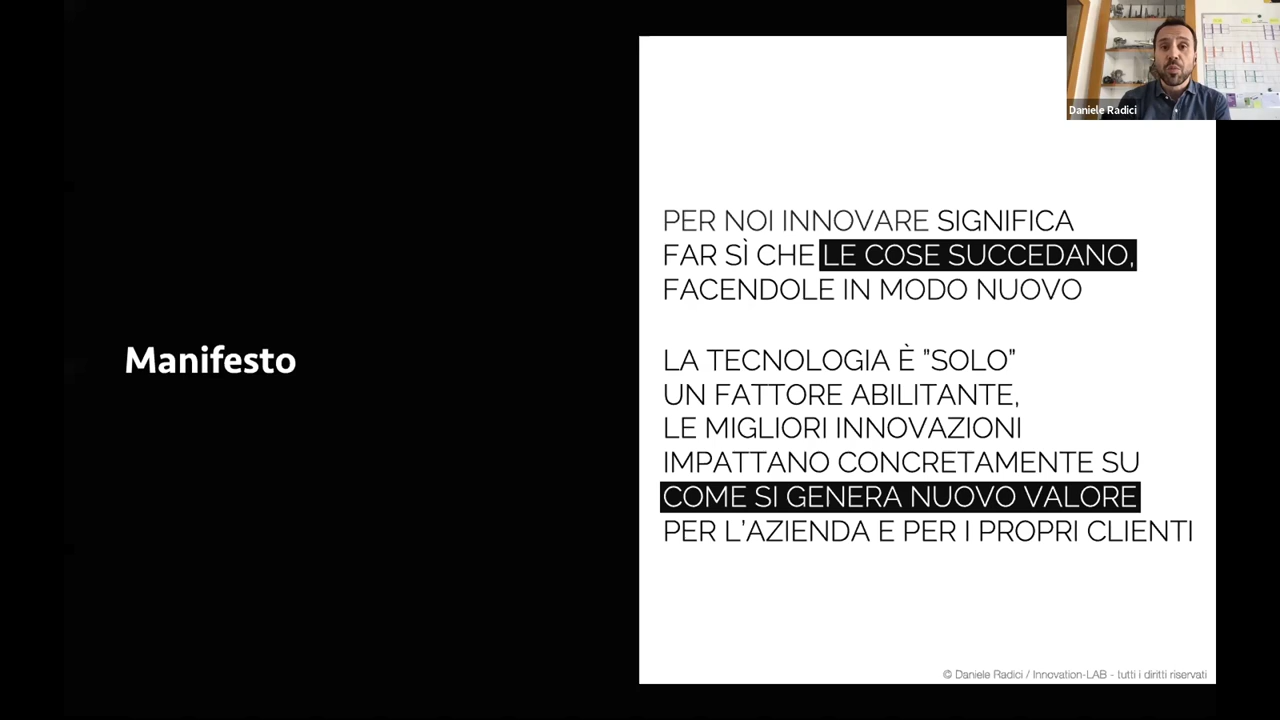 Daniele Radici
PER NOI INNOVARE SIGNIFICA
FAR SÌ CHE LE COSE SUCCEDANO,
FACENDOLE IN MODO NUOVO
Manifesto
LA TECNOLOGIA È "SOLO"
UN FATTORE ABILITANTE,
LE MIGLIORI INNOVAZIONI
IMPATTANO CONCRETAMENTE SU
COME SI GENERA NUOVO VALORE
PER L'AZIENDA E PER I PROPRI CLIENTI
© Daniele Radici / Innovation-LAB - tutti i diritti riservati